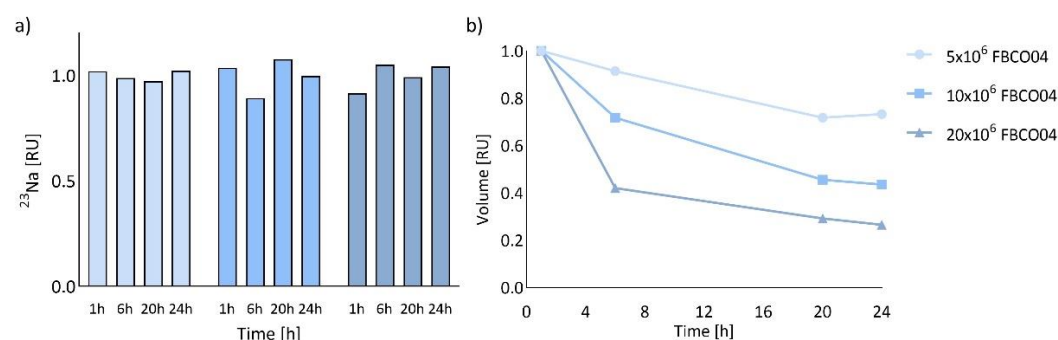 a)
²³Na [RU]
1.0
0.5
0.0
1h 6h 20h 24h 1h 6h 20h 24h 1h 6h 20h 24h
Time [h]
b)
Volume [RU]
1.0
0.8
0.6
0.4
0.2
0 4 8 12 16 20 24
Time [h]
5x10⁶ FBCO04
10x10⁶ FBCO04
20x10⁶ FBCO04